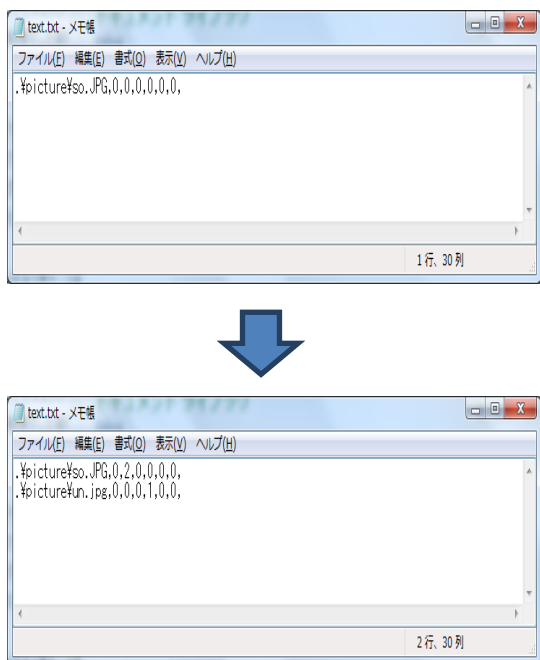 text.txt - メモ帳
ファイル(F) 編集(E) 書式(O) 表示(V) ヘルプ(H)
.¥picture¥so.JPG,0,0,0,0,0,0,
1 行、30 列
text.txt - メモ帳
ファイル(F) 編集(E) 書式(O) 表示(V) ヘルプ(H)
.¥picture¥so.JPG,0,2,0,0,0,0,
.¥picture¥un.jpg,0,0,0,1,0,0,
2 行、30 列